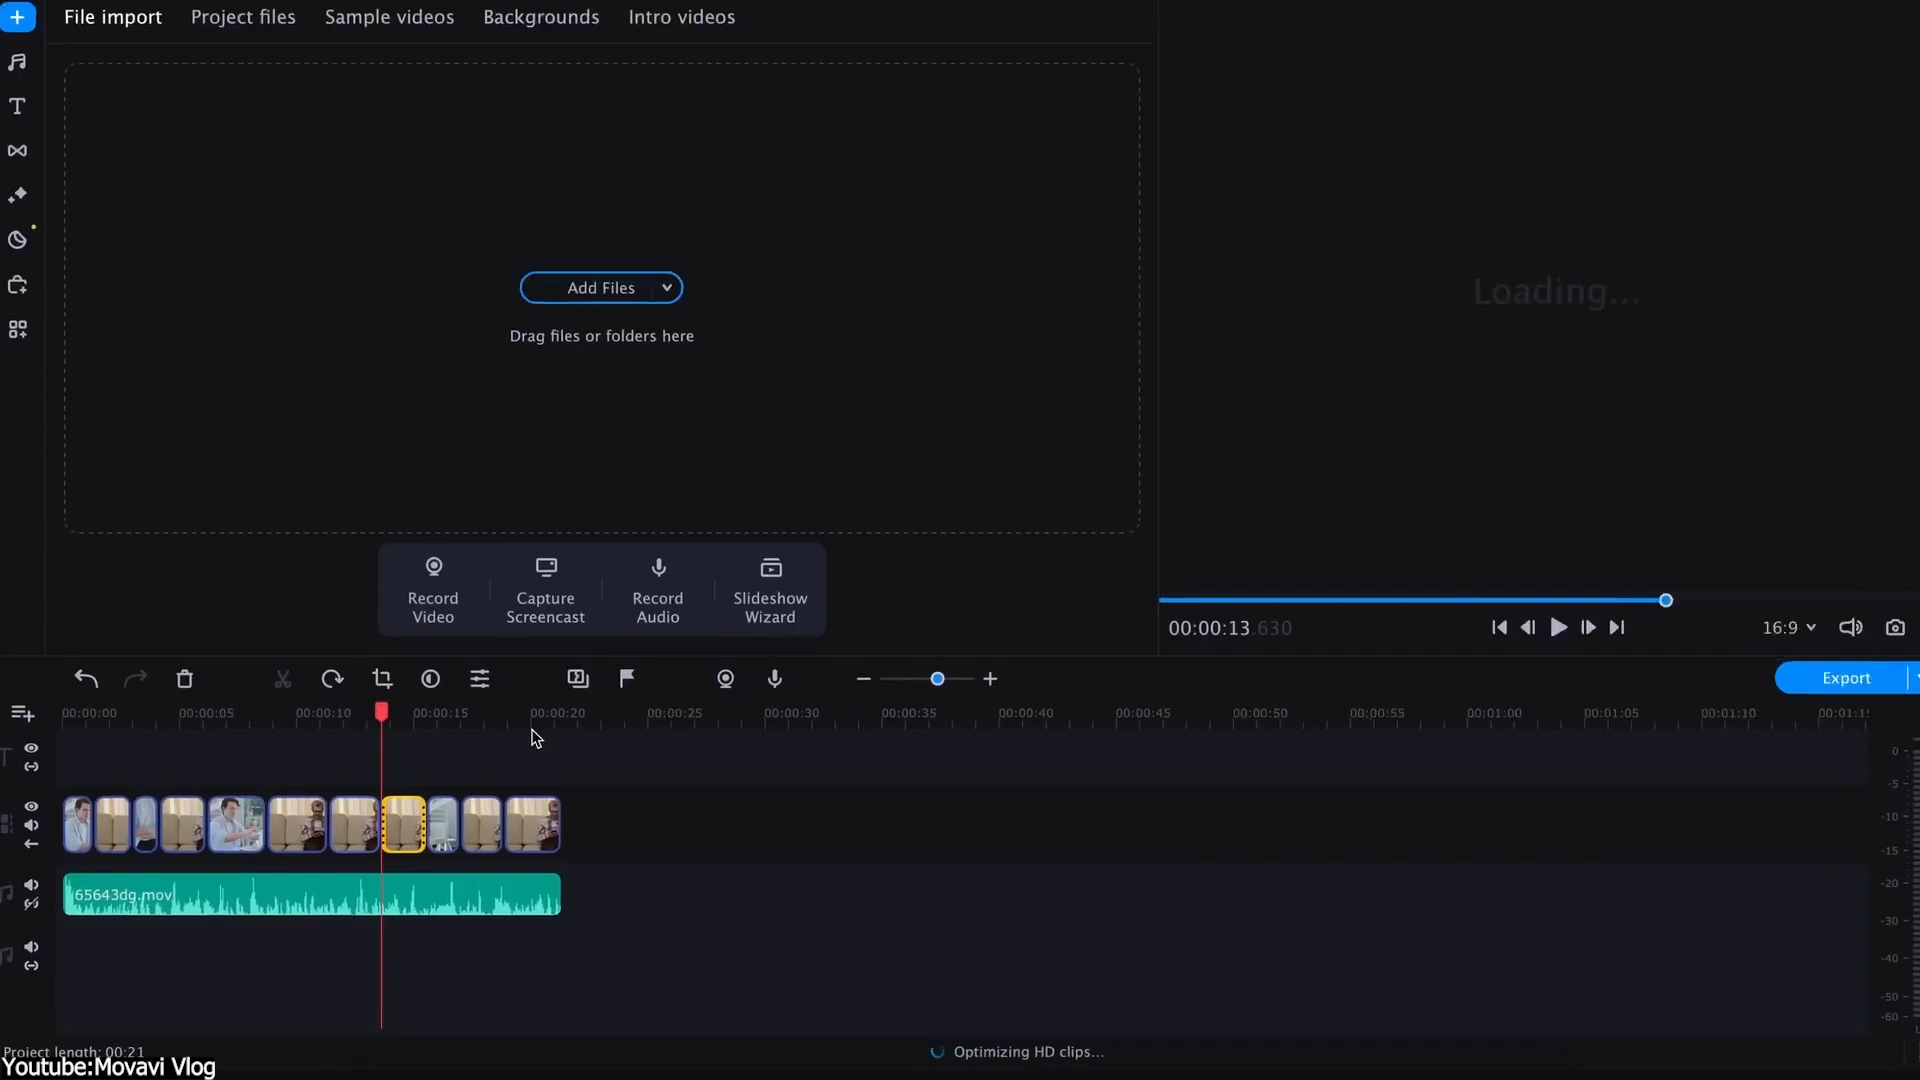 File import Project files Sample videos Backgrounds Intro videos
Loading...
Add Files
Drag files or folders here
Record Video
Capture Screencast
Record Audio
Slideshow Wizard
00:00:13.630
16:9
Export
00:00:00 00:00:05 00:00:10 00:00:15 00:00:20 00:00:25 00:00:30 00:00:35 00:00:40 00:00:45 00:00:50 00:00:55 00:01:00 00:01:05 00:01:10 00:01:15
0
-5
-10
-15
-20
-30
-40
-50
-60
65643dg.mov
Project length: 00:21
Optimizing HD clips...
Youtube:Movavi Vlog